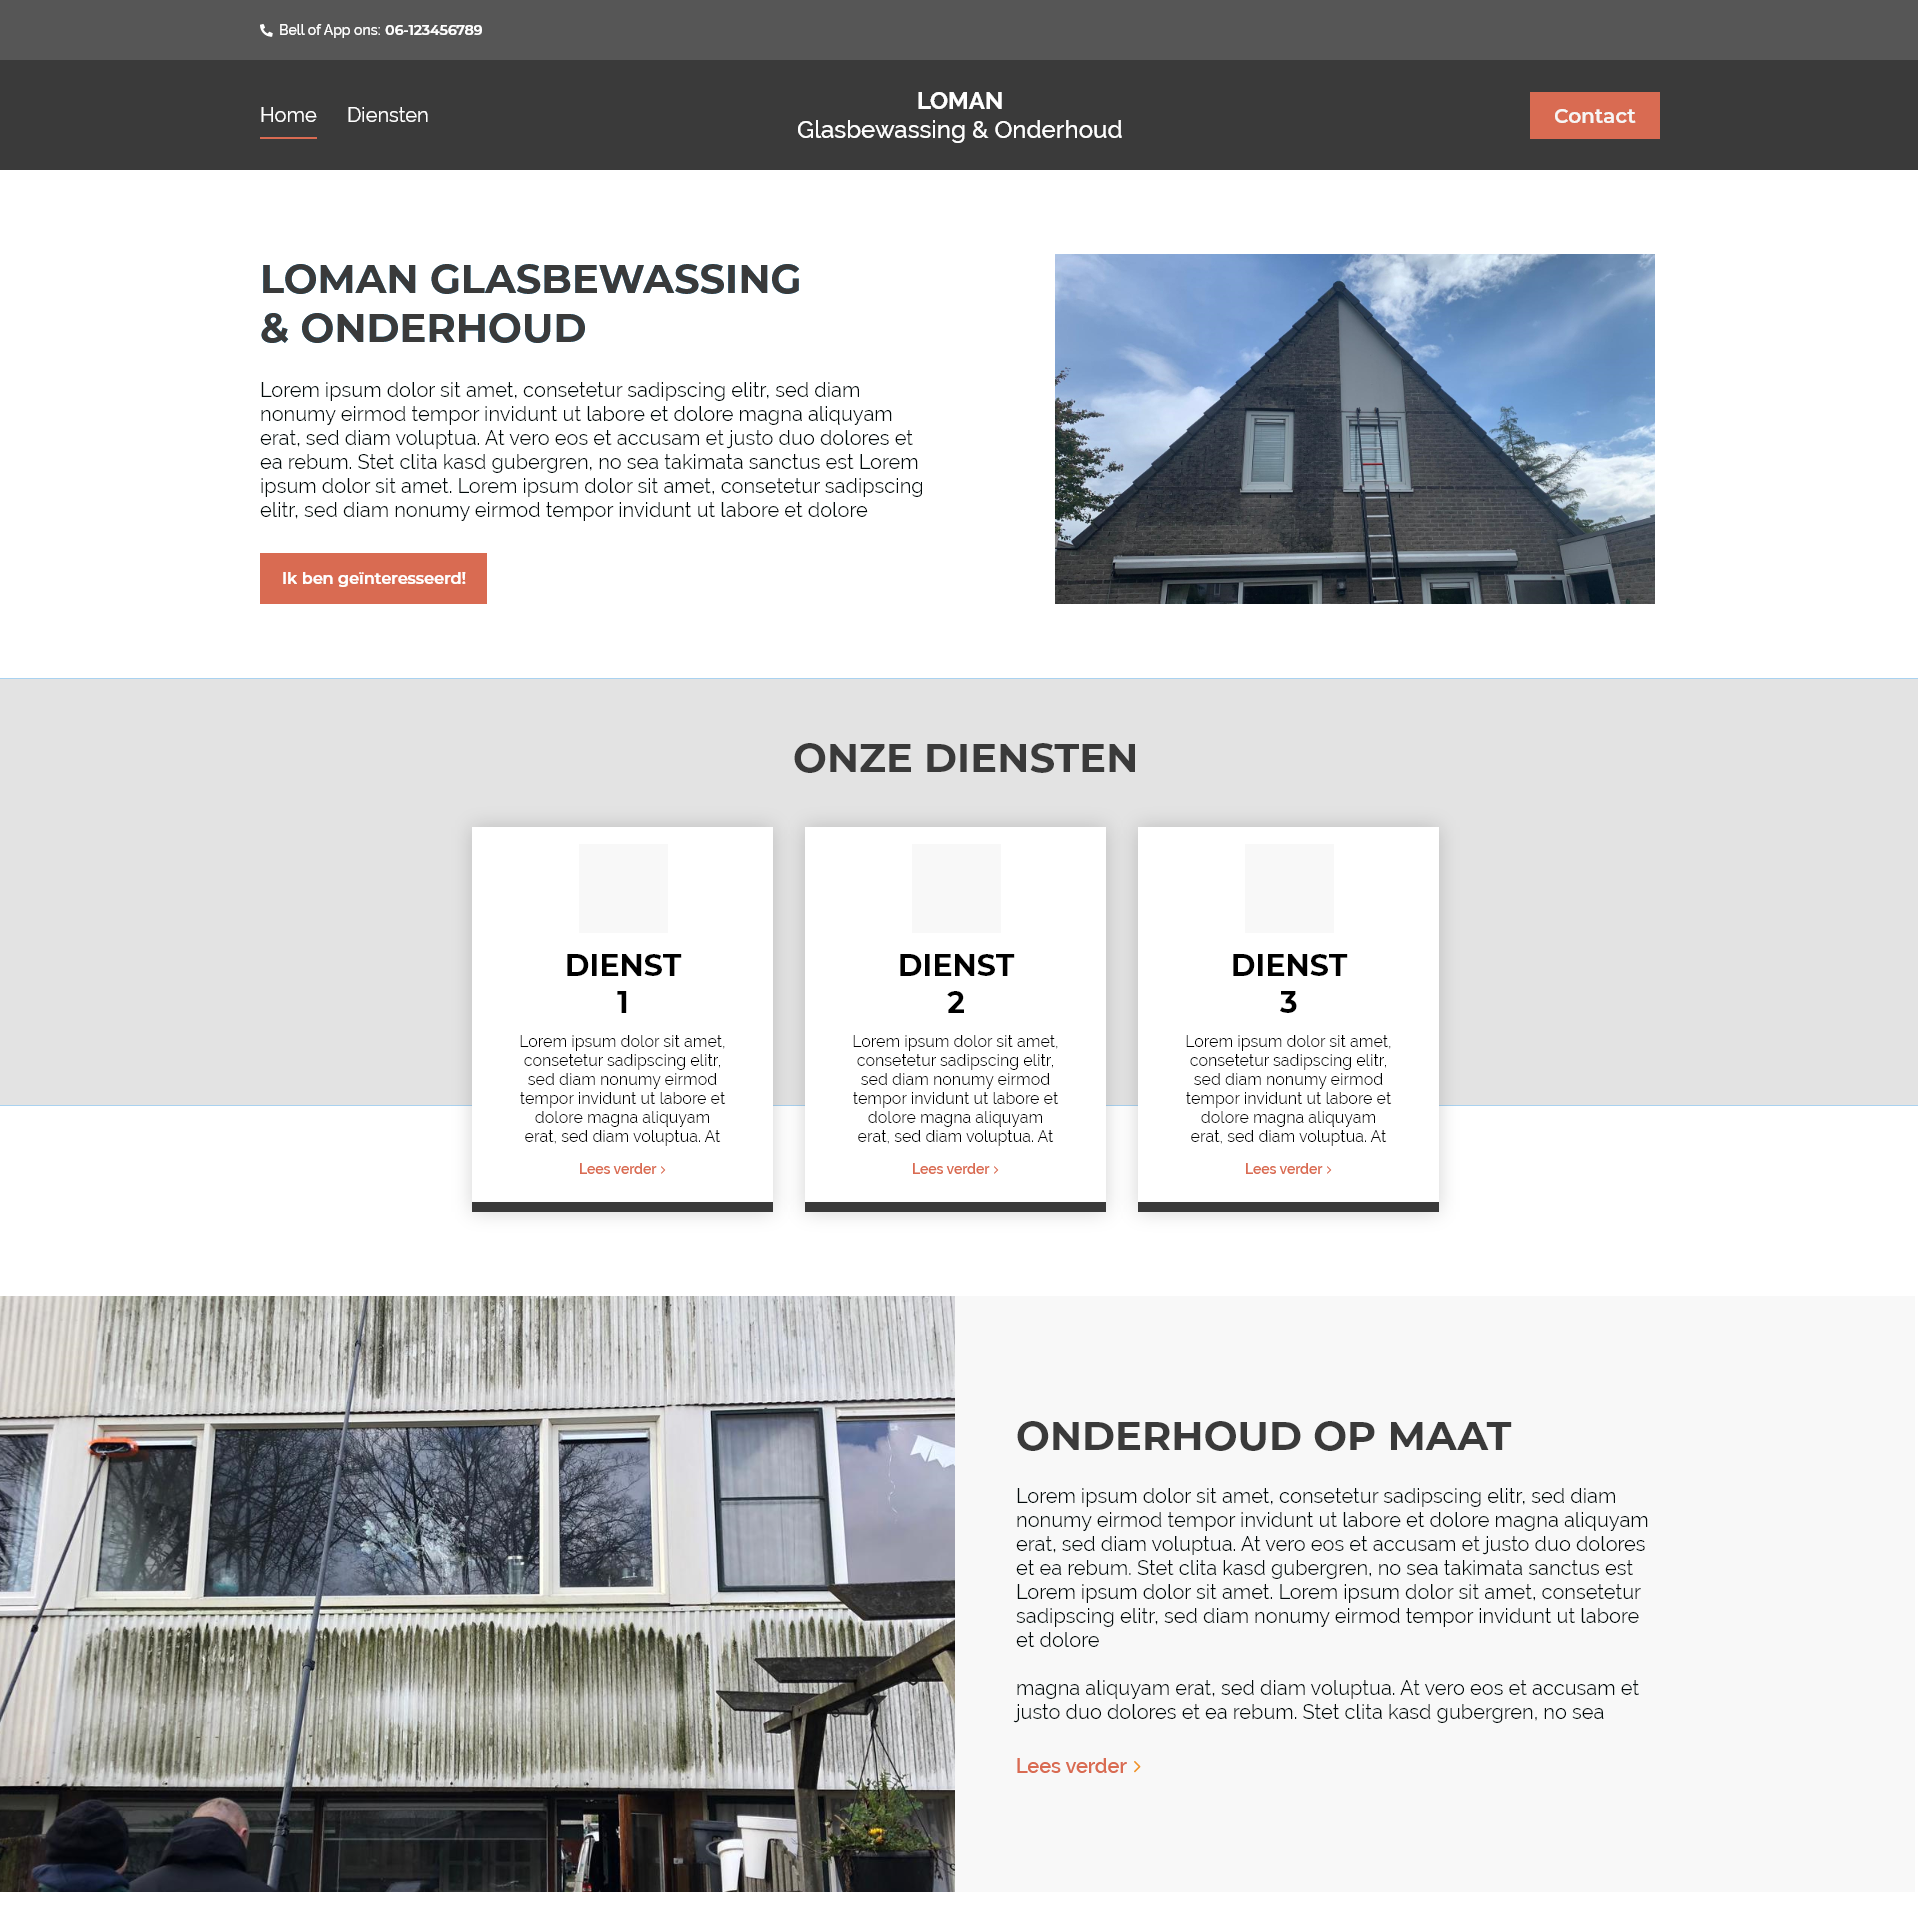 Bell of App ons: 06-123456789
Home
Diensten
LOMAN
Glasbewassing & Onderhoud
Contact
LOMAN GLASBEWASSING
& ONDERHOUD
Lorem ipsum dolor sit amet, consetetur sadipscing elitr, sed diam
nonumy eirmod tempor invidunt ut labore et dolore magna aliquyam
erat, sed diam voluptua. At vero eos et accusam et justo duo dolores et
ea rebum. Stet clita kasd gubergren, no sea takimata sanctus est Lorem
ipsum dolor sit amet. Lorem ipsum dolor sit amet, consetetur sadipscing
elitr, sed diam nonumy eirmod tempor invidunt ut labore et dolore
Ik ben geïnteresseerd!
ONZE DIENSTEN
DIENST
1
Lorem ipsum dolor sit amet,
consetetur sadipscing elitr,
sed diam nonumy eirmod
tempor invidunt ut labore et
dolore magna aliquyam
erat, sed diam voluptua. At
Lees verder >
DIENST
2
Lorem ipsum dolor sit amet,
consetetur sadipscing elitr,
sed diam nonumy eirmod
tempor invidunt ut labore et
dolore magna aliquyam
erat, sed diam voluptua. At
Lees verder >
DIENST
3
Lorem ipsum dolor sit amet,
consetetur sadipscing elitr,
sed diam nonumy eirmod
tempor invidunt ut labore et
dolore magna aliquyam
erat, sed diam voluptua. At
Lees verder >
ONDERHOUD OP MAAT
Lorem ipsum dolor sit amet, consetetur sadipscing elitr, sed diam
nonumy eirmod tempor invidunt ut labore et dolore magna aliquyam
erat, sed diam voluptua. At vero eos et accusam et justo duo dolores
et ea rebum. Stet clita kasd gubergren, no sea takimata sanctus est
Lorem ipsum dolor sit amet. Lorem ipsum dolor sit amet, consetetur
sadipscing elitr, sed diam nonumy eirmod tempor invidunt ut labore
et dolore
magna aliquyam erat, sed diam voluptua. At vero eos et accusam et
justo duo dolores et ea rebum. Stet clita kasd gubergren, no sea
Lees verder >